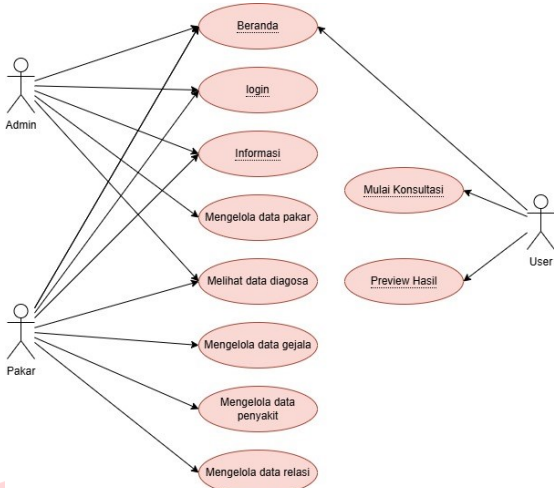 Beranda
login
Admin
Informasi
Mulai Konsultasi
Mengelola data pakar
User
Melihat data diagosa
Preview Hasil
Mengelola data gejala
Pakar
Mengelola data
penyakit
Mengelola data relasi